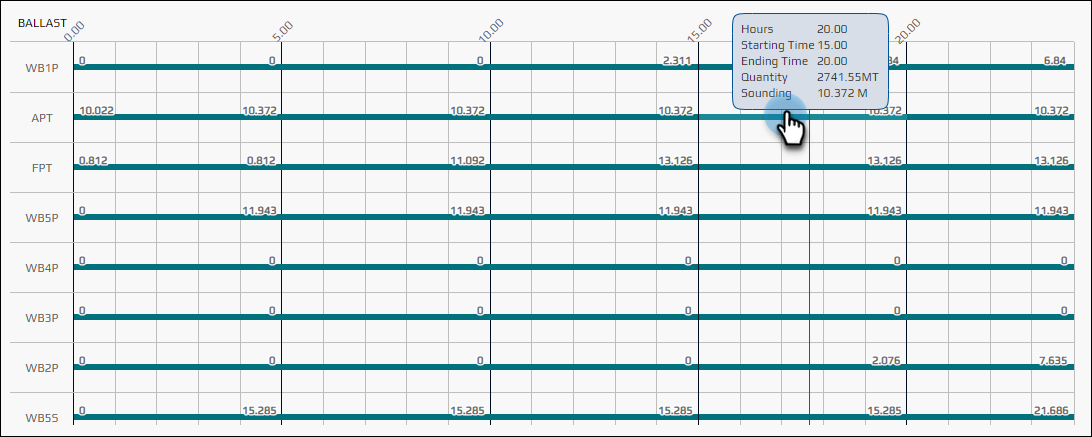 BALLAST
0.00 5.00 10.00 15.00 20.00
Hours 20.00
Starting Time 15.00
Ending Time 20.00
Quantity 2741.55MT
Sounding 10.372 M
WB1P 0 0 0 2.311 6.84
APT 10.022 10.372 10.372 10.372 10.372 10.372
FPT 0.812 0.812 11.092 13.126 13.126 13.126
WB5P 0 11.943 11.943 11.943 11.943 11.943
WB4P 0 0 0 0 0 0
WB3P 0 0 0 0 0 0
WB2P 0 0 0 0 2.076 7.635
WB5S 0 15.285 15.285 15.285 15.285 21.686